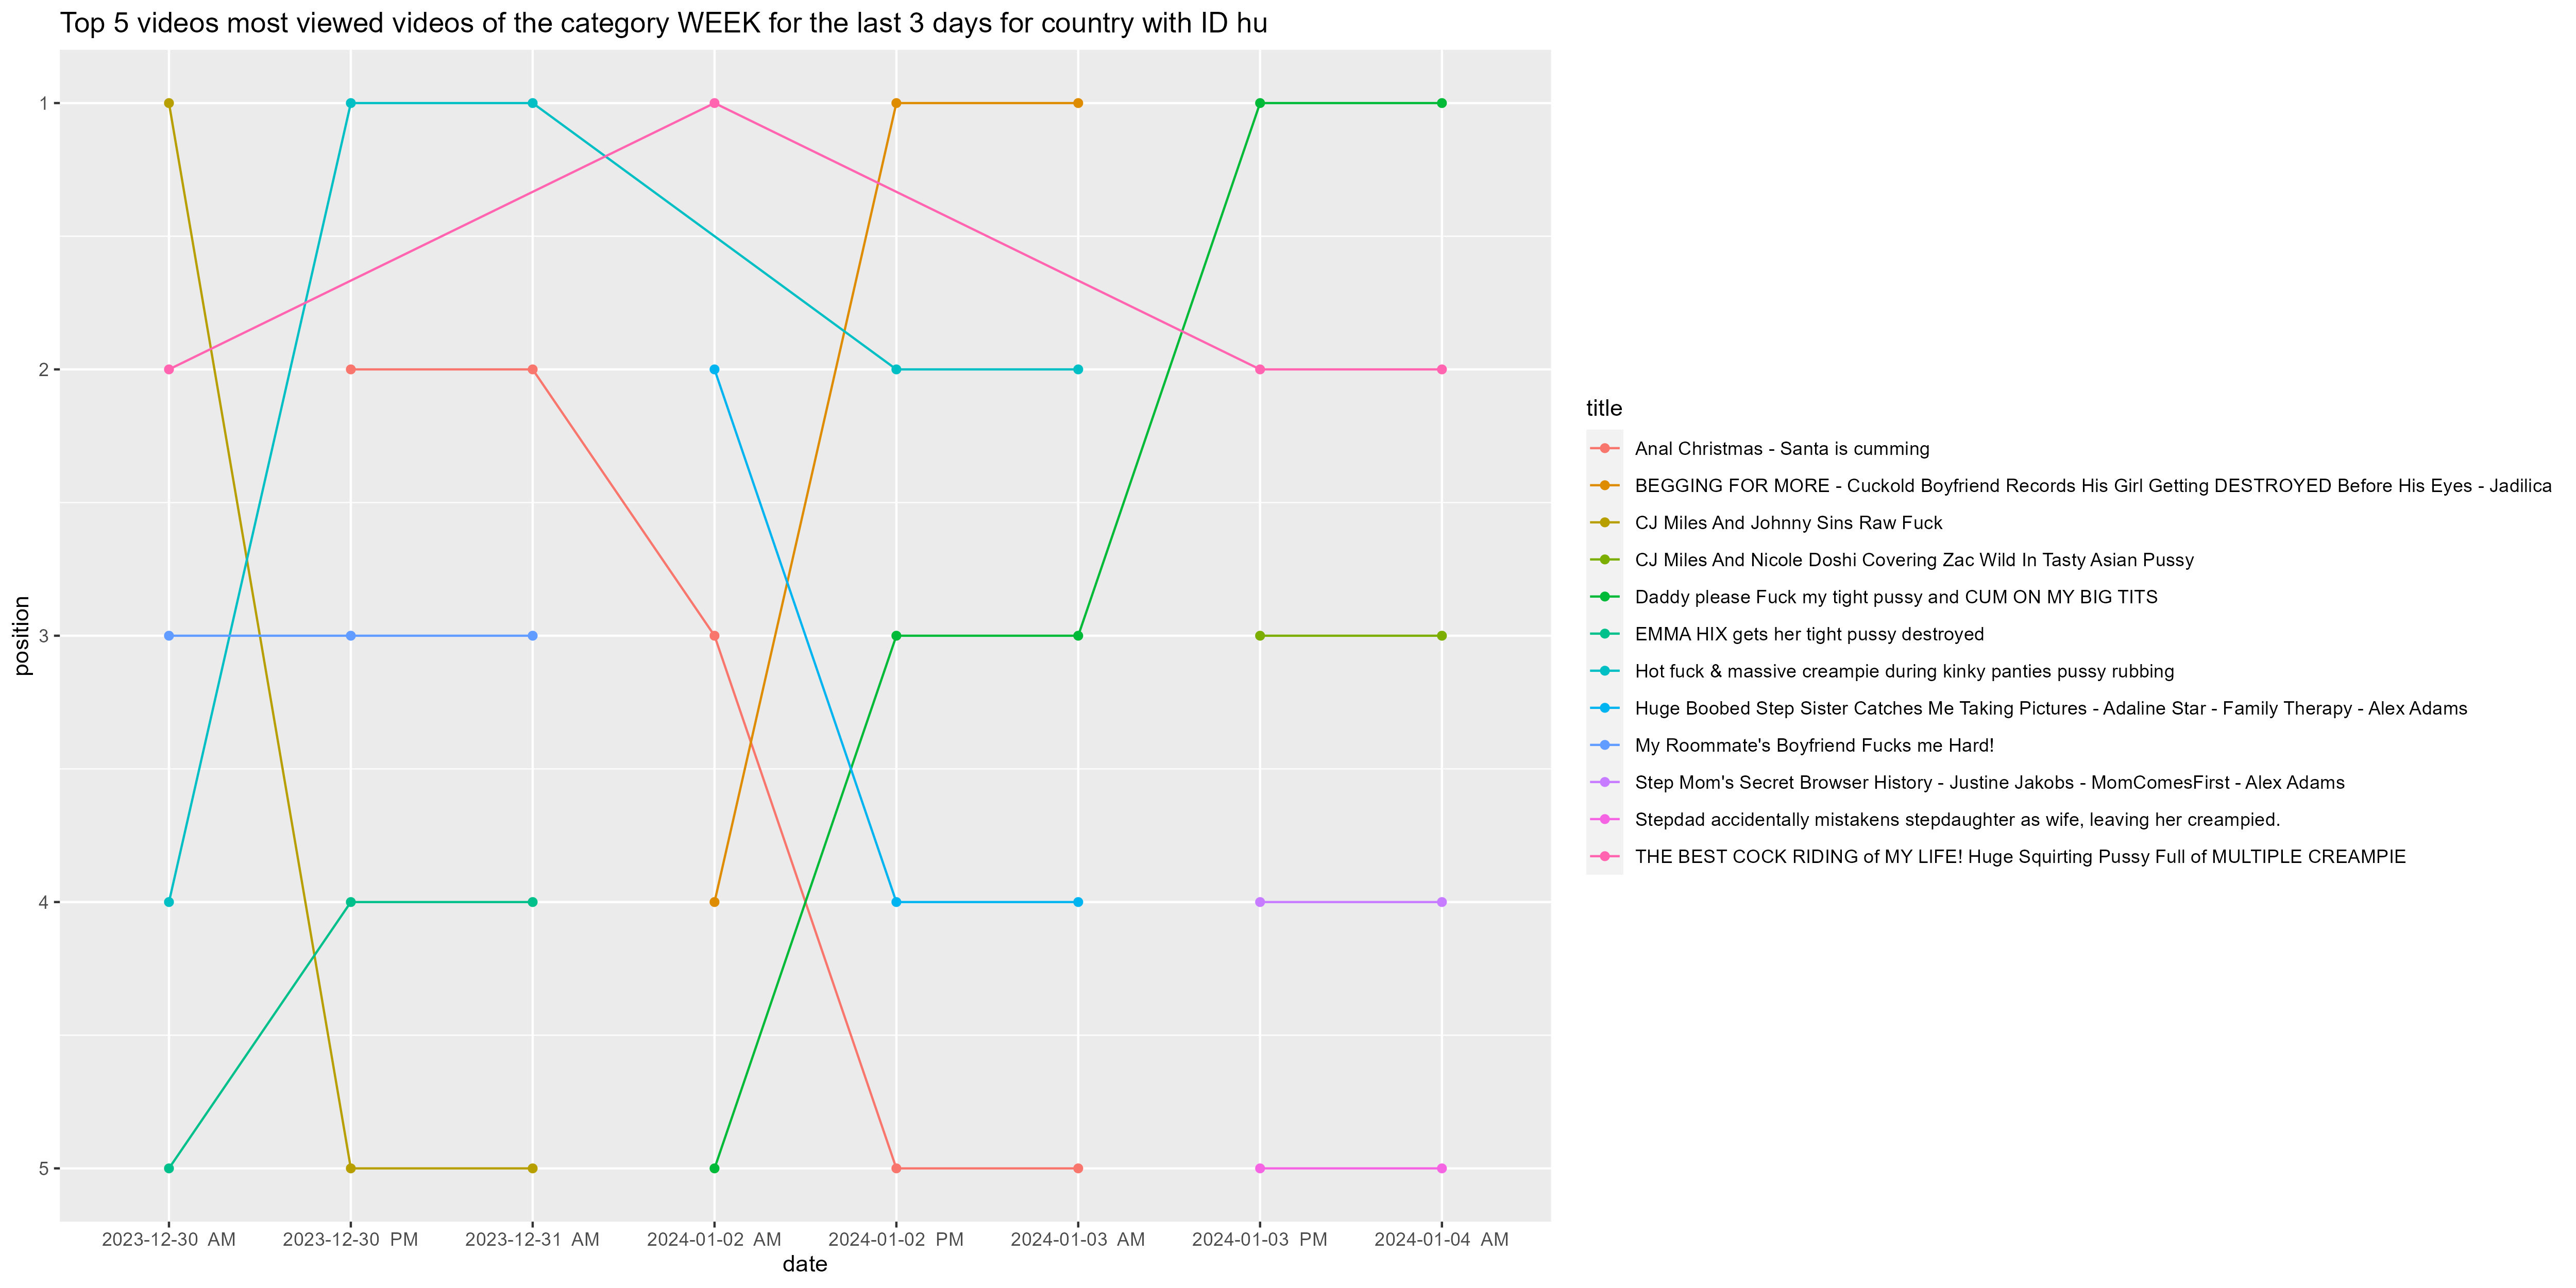 Top 5 videos most viewed videos of the category WEEK for the last 3 days for country with ID hu
position
1
2
3
4
5
2023-12-30 AM
2023-12-30 PM
2023-12-31 AM
2024-01-02 AM
2024-01-02 PM
2024-01-03 AM
2024-01-03 PM
2024-01-04 AM
date
title
Anal Christmas - Santa is cumming
BEGGING FOR MORE - Cuckold Boyfriend Records His Girl Getting DESTROYED Before His Eyes - Jadilica
CJ Miles And Johnny Sins Raw Fuck
CJ Miles And Nicole Doshi Covering Zac Wild In Tasty Asian Pussy
Daddy please Fuck my tight pussy and CUM ON MY BIG TITS
EMMA HIX gets her tight pussy destroyed
Hot fuck & massive creampie during kinky panties pussy rubbing
Huge Boobed Step Sister Catches Me Taking Pictures - Adaline Star - Family Therapy - Alex Adams
My Roommate's Boyfriend Fucks me Hard!
Step Mom's Secret Browser History - Justine Jakobs - MomComesFirst - Alex Adams
Stepdad accidentally mistakens stepdaughter as wife, leaving her creampied.
THE BEST COCK RIDING of MY LIFE! Huge Squirting Pussy Full of MULTIPLE CREAMPIE